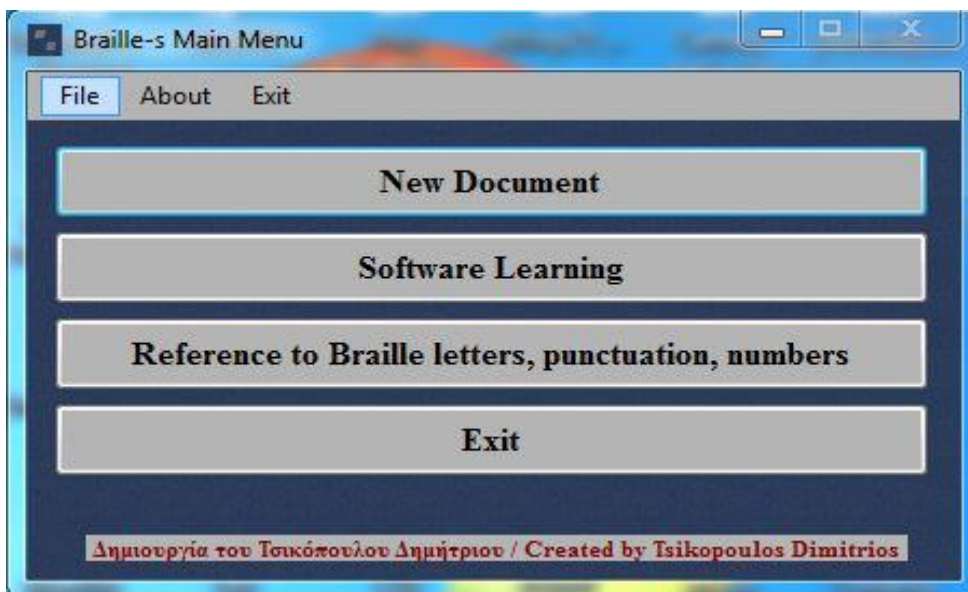 Braille-s Main Menu
File About Exit
New Document
Software Learning
Reference to Braille letters, punctuation, numbers
Exit
Δημιουργία του Τσικόπουλου Δημήτριου / Created by Tsikopoulos Dimitrios